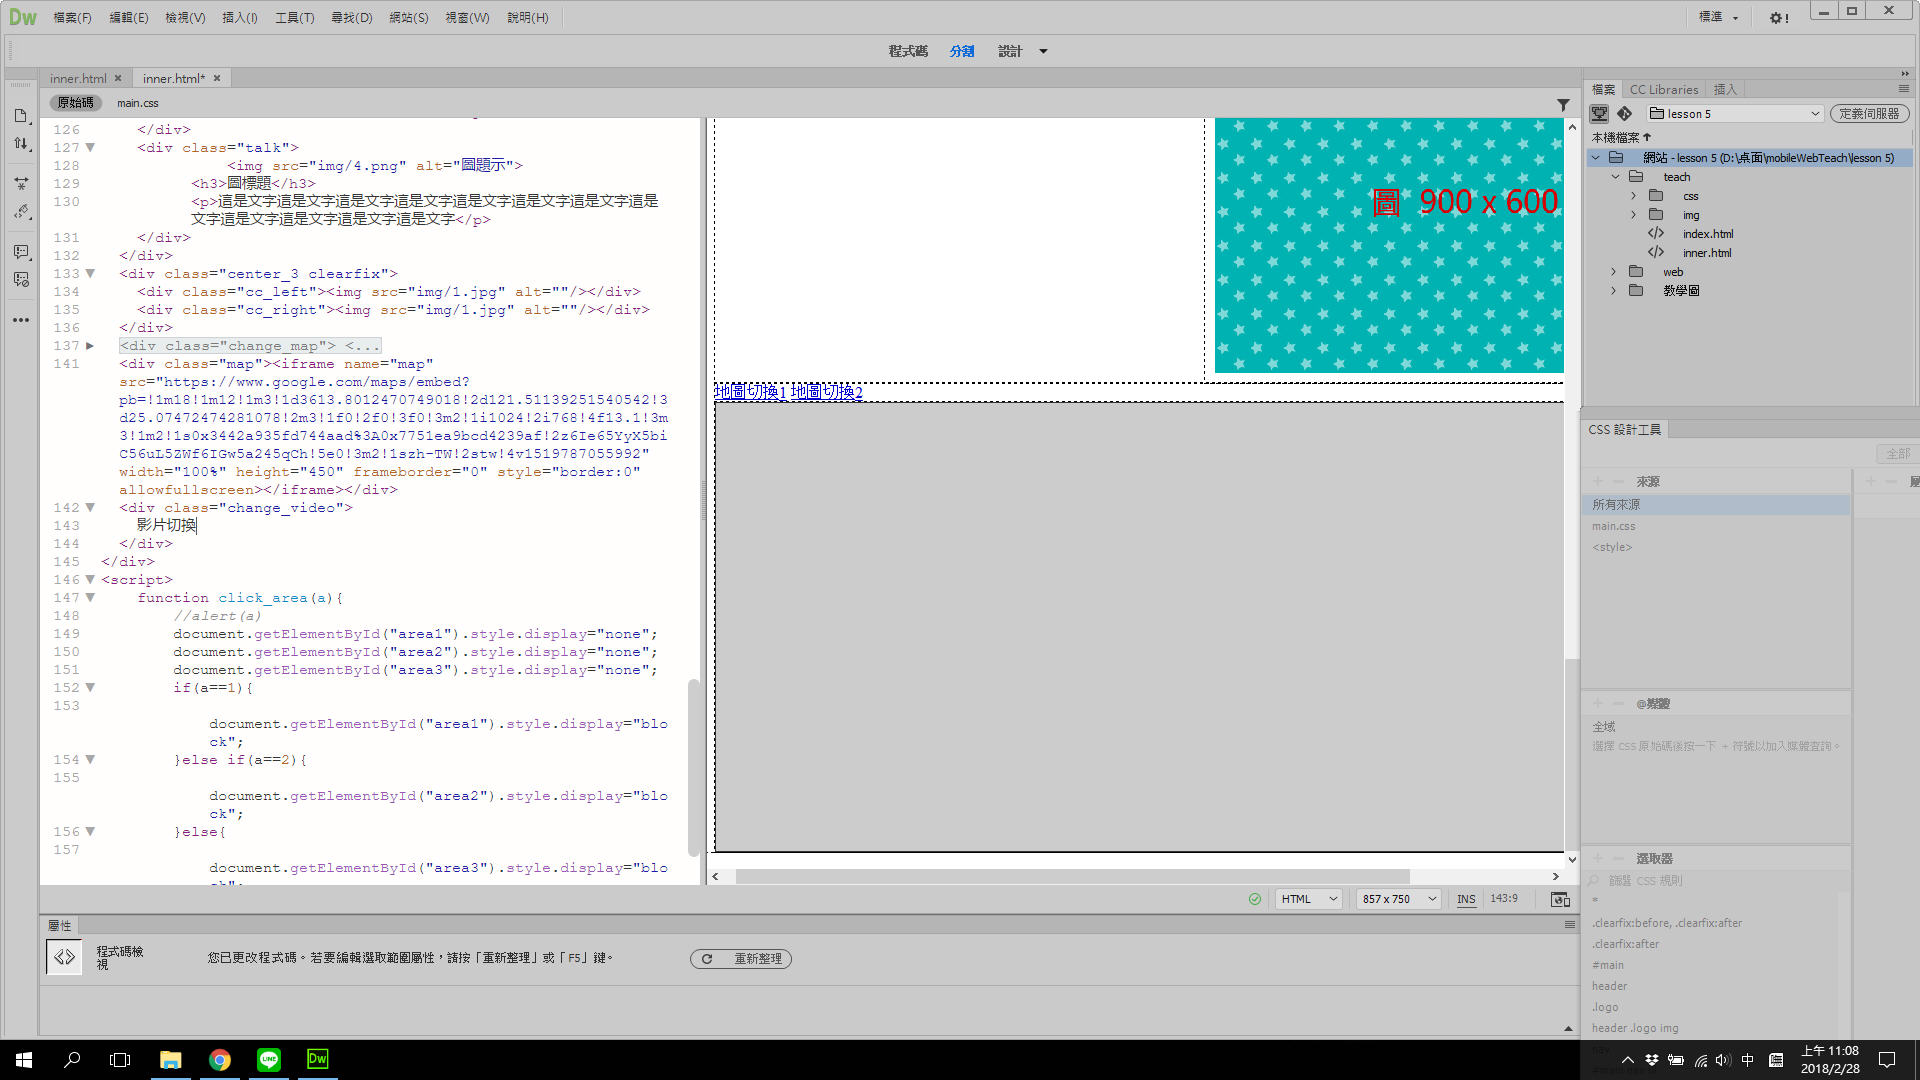 Dw 檔案(F) 編輯(E) 檢視(V) 插入(I) 工具(T) 尋找(D) 網站(S) 視窗(W) 說明(H) 標準
程式碼 分割 設計
inner.html inner.html*
原始碼 main.css
126 </div>
127 <div class="talk">
128 <img src="img/4.png" alt="圖題示">
129 <h3>圖標題</h3>
130 <p>這是文字這是文字這是文字這是文字這是文字這是文字這是文字這是
文字這是文字這是文字這是文字這是文字</p>
131 </div>
132 </div>
133 <div class="center_3 clearfix">
134 <div class="cc_left"><img src="img/1.jpg" alt=""/></div>
135 <div class="cc_right"><img src="img/1.jpg" alt=""/></div>
136 </div>
137 <div class="change_map"> <...
141 <div class="map"><iframe name="map"
src="https://www.google.com/maps/embed?
pb=!1m18!1m12!1m3!1d3613.8012470749018!2d121.51139251540542!3
d25.07472474281078!2m3!1f0!2f0!3f0!3m2!1i1024!2i768!4f13.1!3m
3!1m2!1s0x3442a935fd744aad%3A0x7751ea9bcd4239af!2z6Ie65YyX5bi
C56uL5ZWf6IGw5a245qCh!5e0!3m2!1szh-TW!2stw!4v1519787055992"
width="100%" height="450" frameborder="0" style="border:0"
allowfullscreen></iframe></div>
142 <div class="change_video">
143 影片切換
144 </div>
145 </div>
146 <script>
147 function click_area(a){
148 //alert(a)
149 document.getElementById("area1").style.display="none";
150 document.getElementById("area2").style.display="none";
151 document.getElementById("area3").style.display="none";
152 if(a==1){
153
document.getElementById("area1").style.display="blo
ck";
154 }else if(a==2){
155
document.getElementById("area2").style.display="blo
ck";
156 }else{
157
document.getElementById("area3").style.display="blo
圖 900 x 600
地圖切換1 地圖切換2
HTML 857 x 750 INS 143:9
屬性
程式碼檢
視
您已更改程式碼。若要編輯選取範圍屬性，請按「重新整理」或「F5」鍵。
重新整理
檔案 CC Libraries 插入
lesson 5 定義伺服器
本機檔案
網站 - lesson 5 (D:\桌面\mobileWebTeach\lesson 5)
teach
css
img
index.html
inner.html
web
教學圖
CSS 設計工具
全部
來源
所有來源
main.css
<style>
@媒體
全域
選擇 CSS 原始碼後按一下 + 符號以加入媒體查詢。
選取器
篩選 CSS 規則
*
.clearfix:before, .clearfix:after
.clearfix:after
#main
header
.logo
header .logo img
Dw
中
上午 11:08
2018/2/28